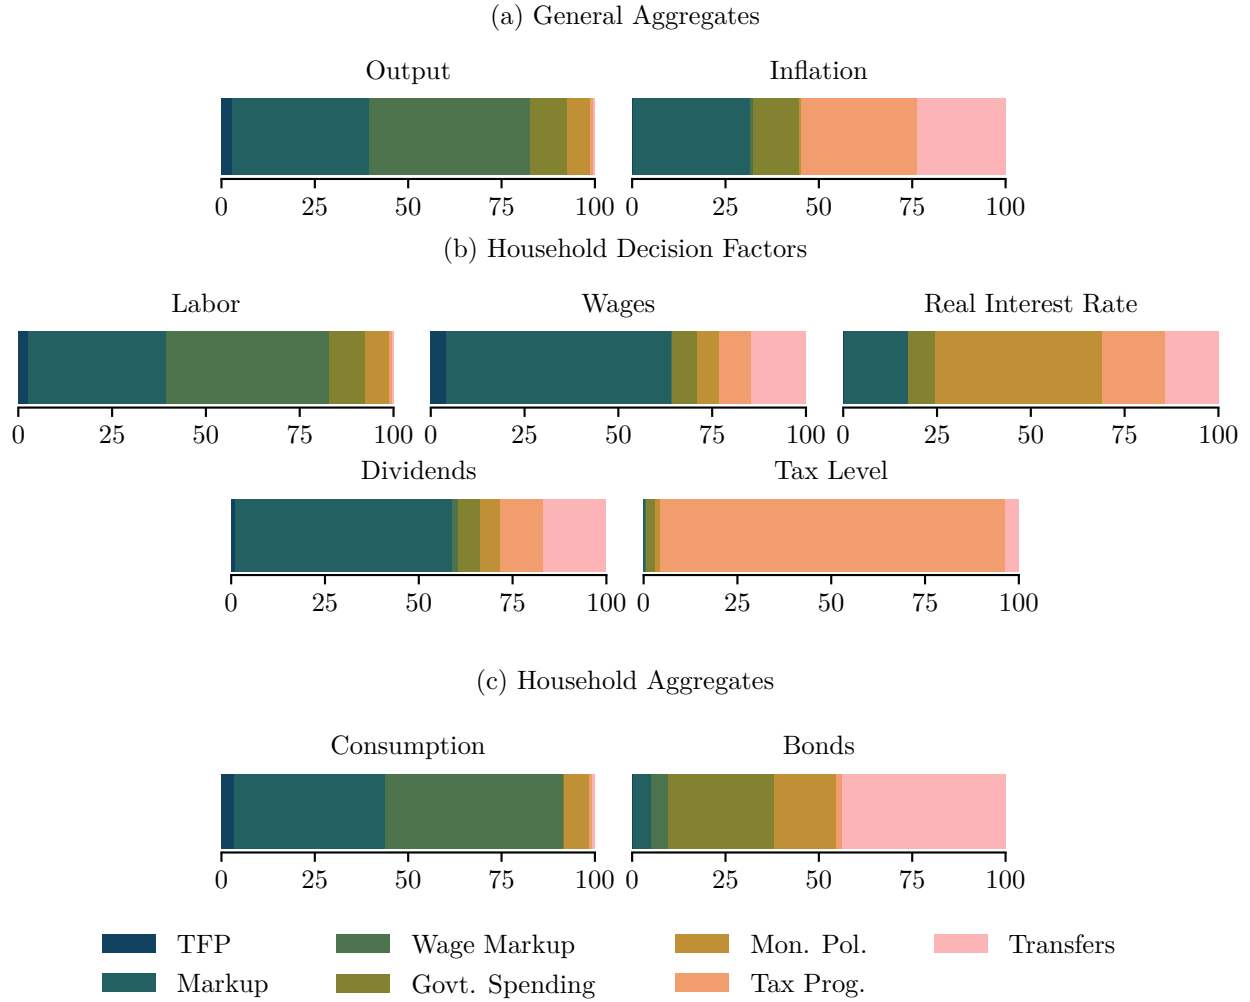 (a) General Aggregates
Output Inflation
0 25 50 75 100 0 25 50 75 100
(b) Household Decision Factors
Labor Wages Real Interest Rate
0 25 50 75 100 0 25 50 75 100 0 25 50 75 100
Dividends Tax Level
0 25 50 75 100 0 25 50 75 100
(c) Household Aggregates
Consumption Bonds
0 25 50 75 100 0 25 50 75 100
TFP Wage Markup Mon. Pol. Transfers
Markup Govt. Spending Tax Prog.